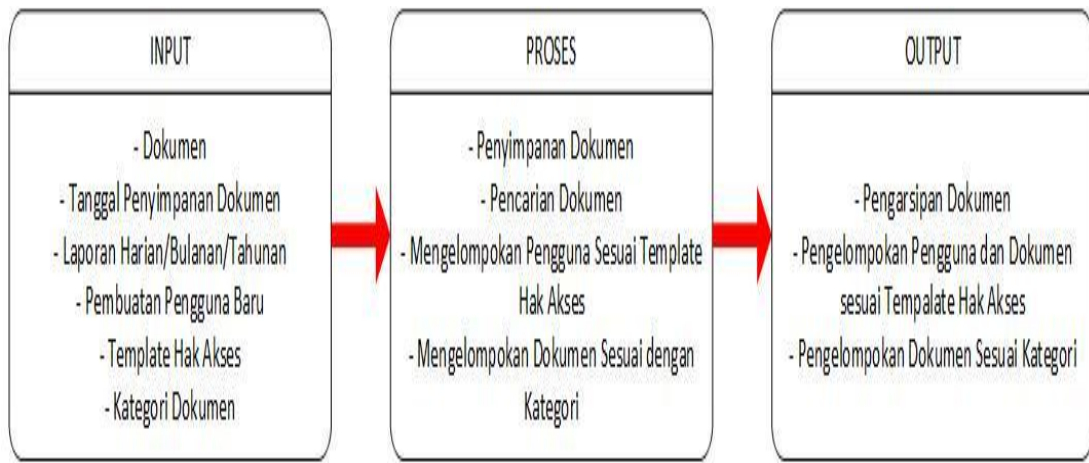 INPUT
- Dokumen
- Tanggal Penyimpanan Dokumen
- Laporan Harian/Bulanan/Tahunan
- Pembuatan Pengguna Baru
- Template Hak Akses
- Kategori Dokumen
PROSES
- Penyimpanan Dokumen
- Pencarian Dokumen
- Mengelompokan Pengguna Sesuai Template
Hak Akses
- Mengelompokan Dokumen Sesuai dengan
Kategori
OUTPUT
- Pengarsipan Dokumen
- Pengelompokan Pengguna dan Dokumen
sesuai Tempalate Hak Akses
- Pengelompokan Dokumen Sesuai Kategori